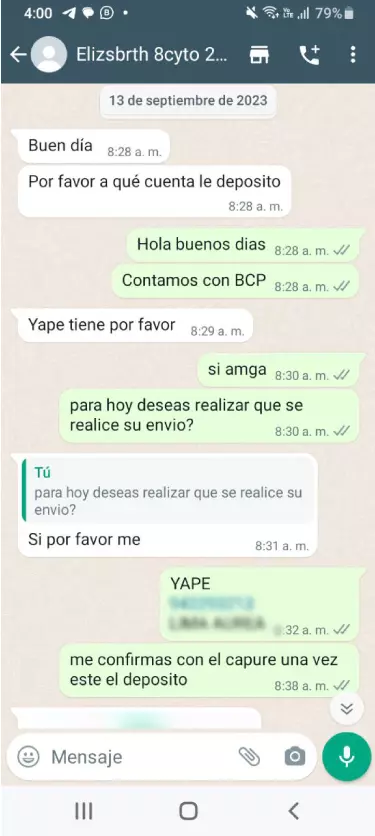 4:00
79%
Elizsbrth 8cyto 2...
13 de septiembre de 2023
Buen día 8:28 a. m.
Por favor a qué cuenta le deposito
8:28 a. m.
Hola buenos dias 8:28 a. m.
Contamos con BCP 8:28 a. m.
Yape tiene por favor 8:29 a. m.
si amga 8:30 a. m.
para hoy deseas realizar que se
realice su envio?
8:30 a. m.
Tú
para hoy deseas realizar que se realice su
envio?
Si por favor me 8:31 a. m.
YAPE
:32 a. m.
me confirmas con el capure una vez
este el deposito 8:38 a. m.
Mensaje